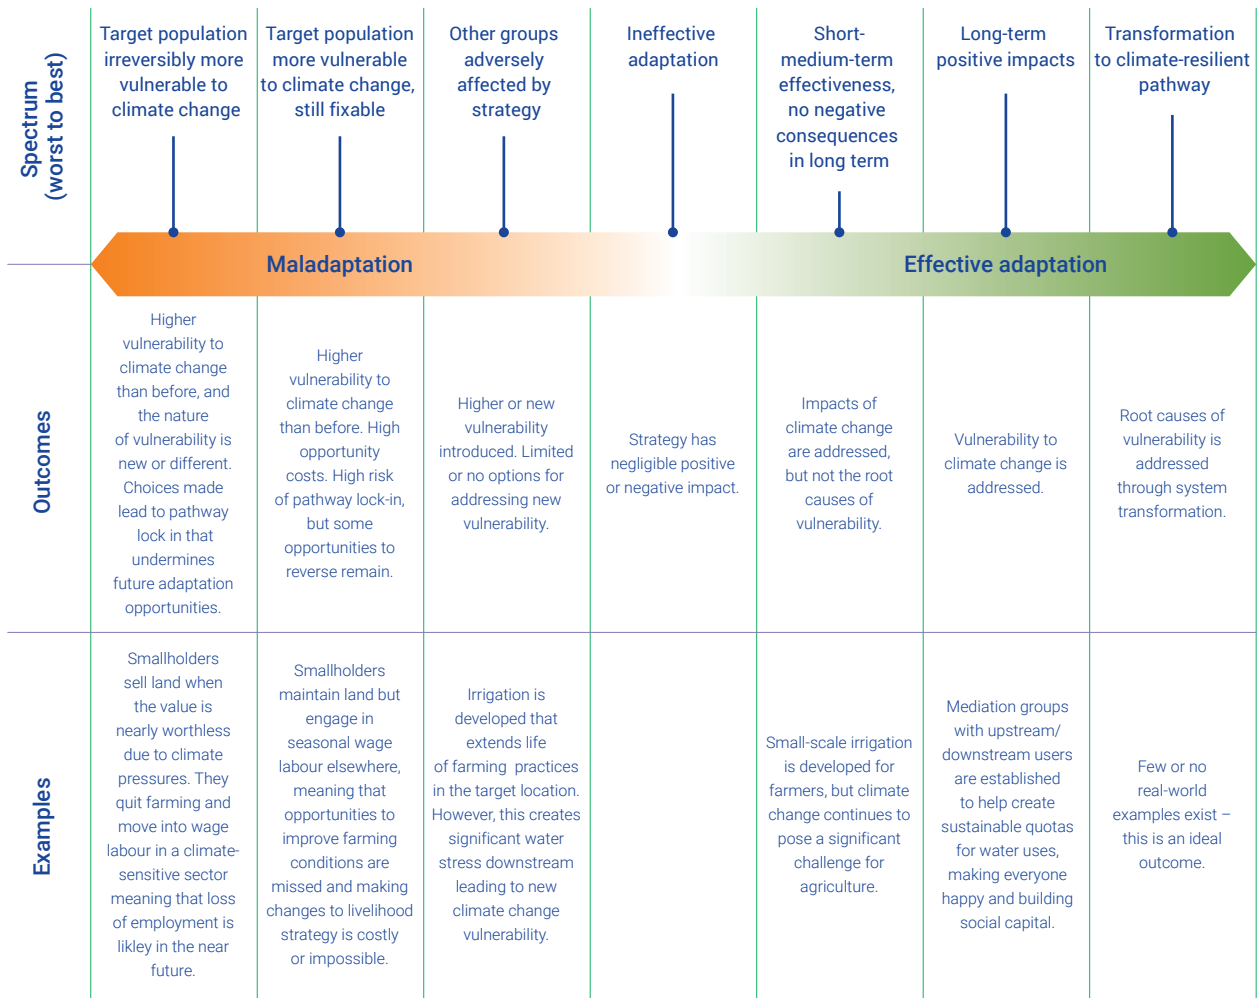 Spectrum
(worst to best)
Target population
irreversibly more
vulnerable to
climate change
Target population
more vulnerable
to climate change,
still fixable
Other groups
adversely
affected by
strategy
Ineffective
adaptation
Short-
medium-term
effectiveness,
no negative
consequences
in long term
Long-term
positive impacts
Transformation
to climate-resilient
pathway
Maladaptation
Effective adaptation
Outcomes
Higher
vulnerability to
climate change
than before, and
the nature
of vulnerability is
new or different.
Choices made
lead to pathway
lock in that
undermines
future adaptation
opportunities.
Higher
vulnerability to
climate change
than before. High
opportunity
costs. High risk
of pathway lock-in,
but some
opportunities to
reverse remain.
Higher or new
vulnerability
introduced. Limited
or no options for
addressing new
vulnerability.
Strategy has
negligible positive
or negative impact.
Impacts of
climate change
are addressed,
but not the root
causes of
vulnerability.
Vulnerability to
climate change is
addressed.
Root causes of
vulnerability is
addressed
through system
transformation.
Examples
Smallholders
sell land when
the value is
nearly worthless
due to climate
pressures. They
quit farming and
move into wage
labour in a climate-
sensitive sector
meaning that loss
of employment is
likley in the near
future.
Smallholders
maintain land but
engage in
seasonal wage
labour elsewhere,
meaning that
opportunities to
improve farming
conditions are
missed and making
changes to livelihood
strategy is costly
or impossible.
Irrigation is
developed that
extends life
of farming practices
in the target location.
However, this creates
significant water
stress downstream
leading to new
climate change
vulnerability.
Small-scale irrigation
is developed for
farmers, but climate
change continues to
pose a significant
challenge for
agriculture.
Mediation groups
with upstream/
downstream users
are established
to help create
sustainable quotas
for water uses,
making everyone
happy and building
social capital.
Few or no
real-world
examples exist –
this is an ideal
outcome.